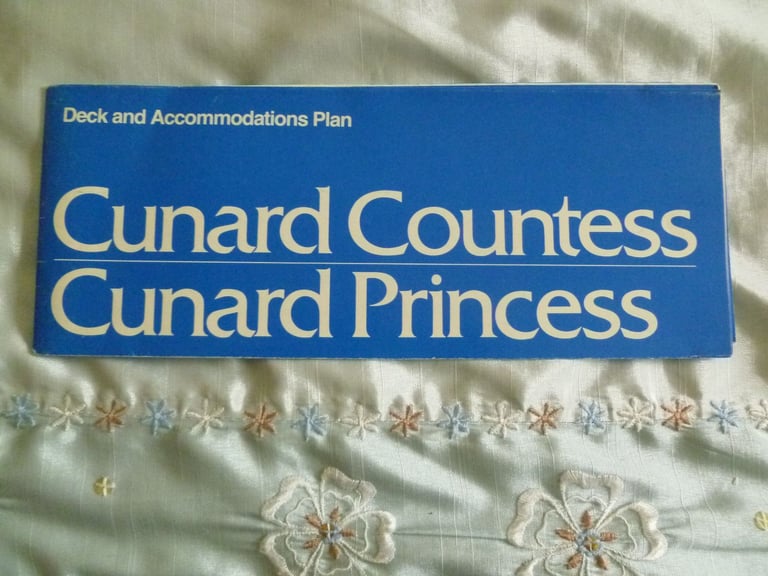 Deck and Accommodations Plan
Cunard Countess
Cunard Princess